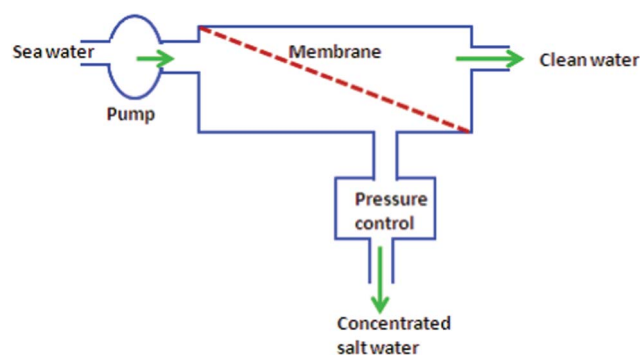 Sea water
Membrane
Clean water
Pump
Pressure
control
Concentrated
salt water